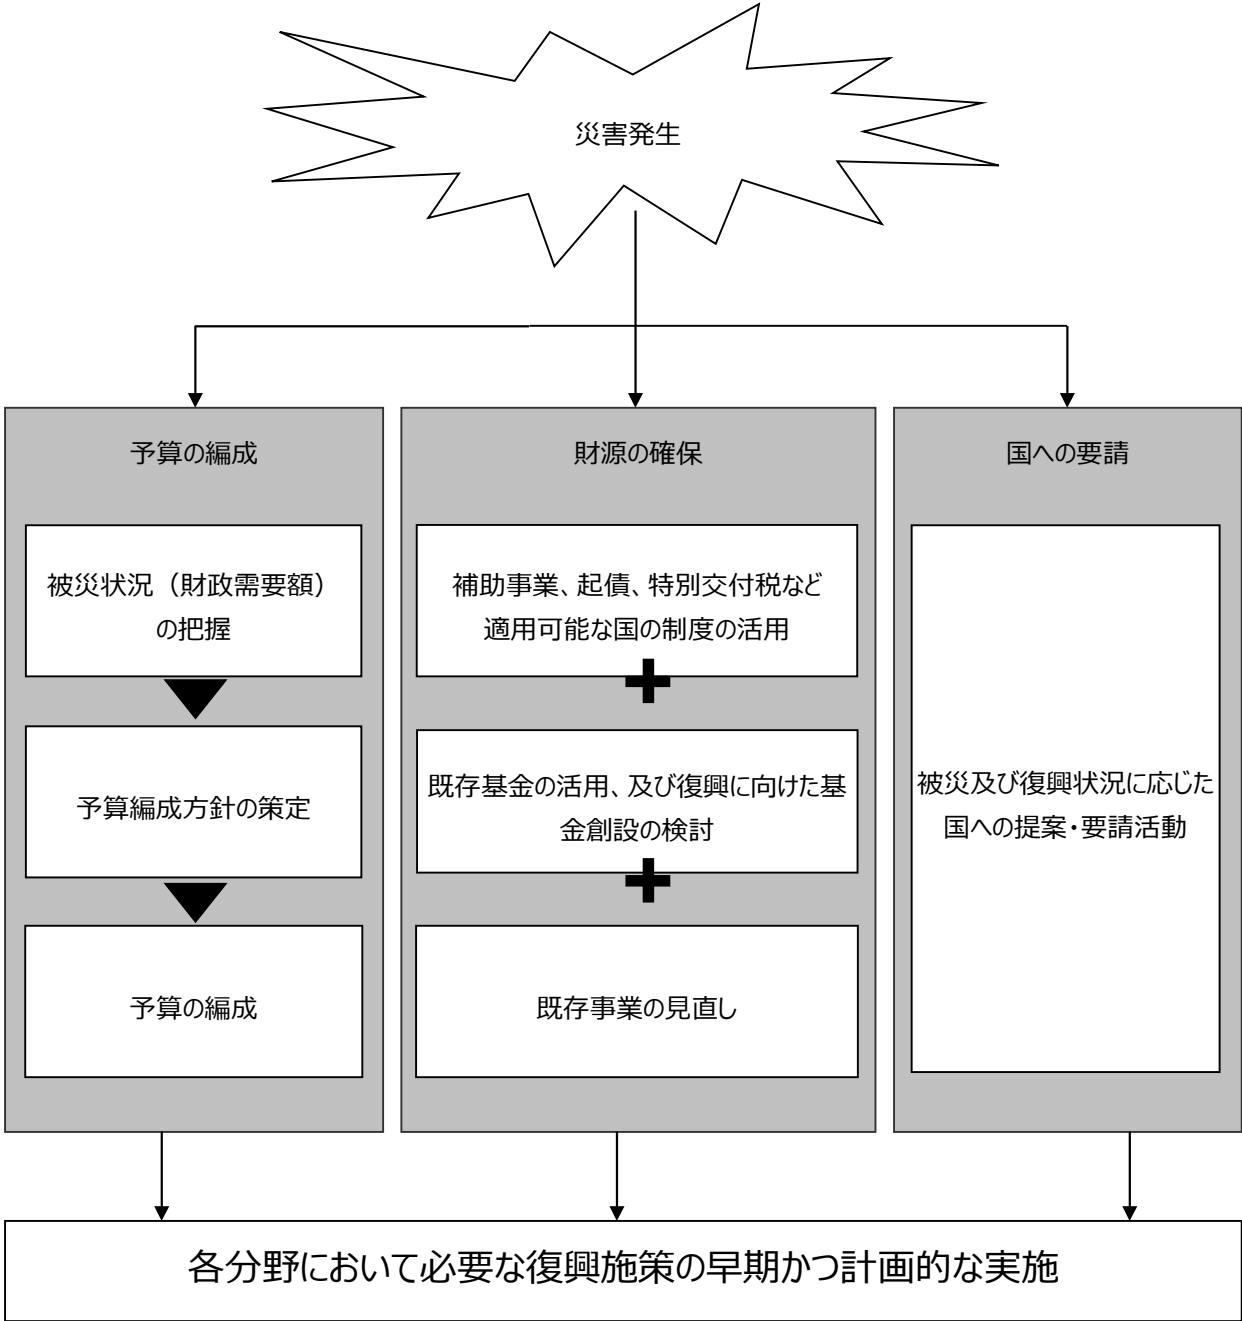 災害発生
予算の編成
被災状況（財政需要額）
の把握
予算編成方針の策定
予算の編成
財源の確保
補助事業、起債、特別交付税など
適用可能な国の制度の活用
既存基金の活用、及び復興に向けた基
金創設の検討
既存事業の見直し
国への要請
被災及び復興状況に応じた
国への提案・要請活動
各分野において必要な復興施策の早期かつ計画的な実施